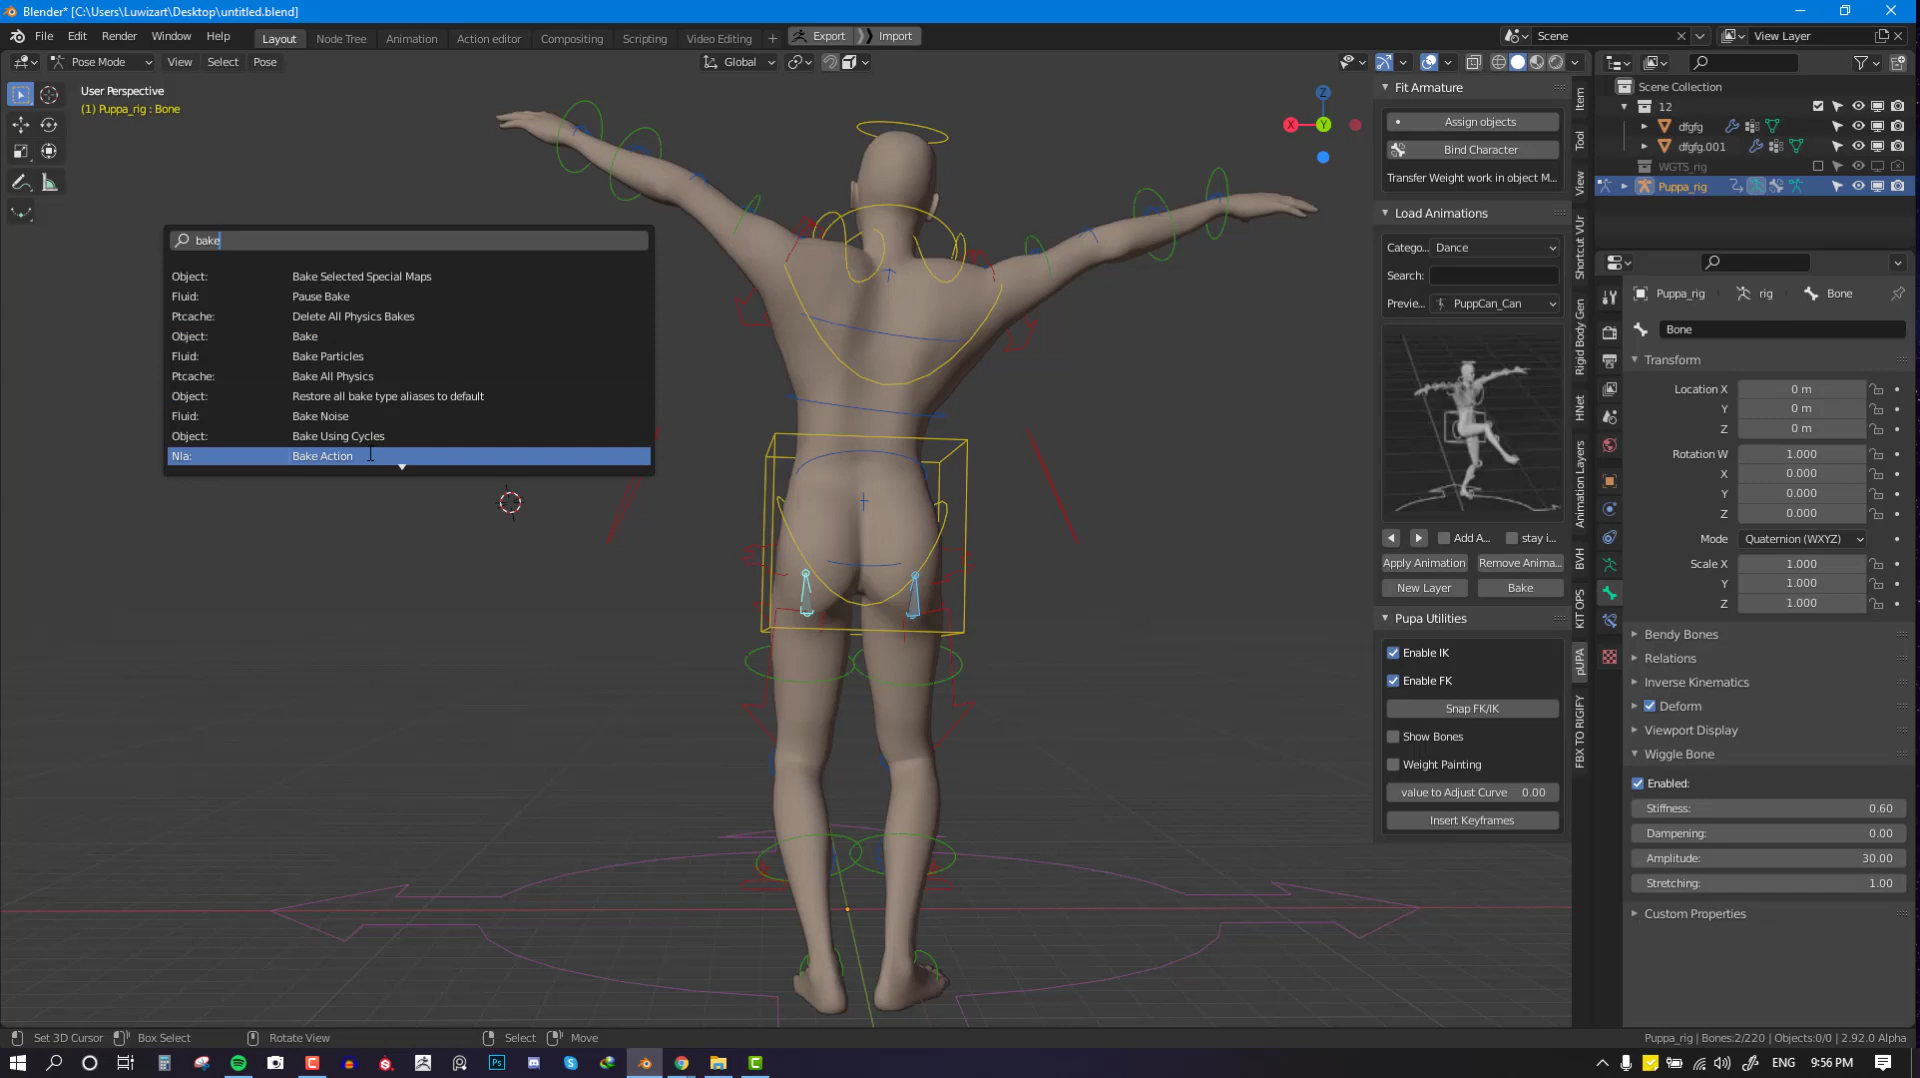 Blender* [C:\Users\Luwizart\Desktop\untitled.blend]
File Edit Render Window Help Layout Node Tree Animation Action editor Compositing Scripting Video Editing + Export Import Scene View Layer
Pose Mode View Select Pose Global
User Perspective
(1) Puppa_rig : Bone
bake
Object: Bake Selected Special Maps
Fluid: Pause Bake
Ptcache: Delete All Physics Bakes
Object: Bake
Fluid: Bake Particles
Ptcache: Bake All Physics
Object: Restore all bake type aliases to default
Fluid: Bake Noise
Object: Bake Using Cycles
Nla: Bake Action
Z
X
Y
Fit Armature
Assign objects
Bind Character
Transfer Weight work in object M...
Load Animations
Catego... Dance
Search:
Previe... PuppCan_Can
Add A... stay i...
Apply Animation Remove Anima...
New Layer Bake
Pupa Utilities
Enable IK
Enable FK
Snap FK/IK
Show Bones
Weight Painting
value to Adjust Curve 0.00
Insert Keyframes
Item
Tool
View
Shortcut VUr
Rigid Body Gen
HNet
Animation Layers
BVH
KIT OPS
pUPA
FBX TO RIGIFY
Scene Collection
12
dfgfg
dfgfg.001
WGTS_rig
Puppa_rig
Puppa_rig rig Bone
Bone
Transform
Location X 0 m
Y 0 m
Z 0 m
Rotation W 1.000
X 0.000
Y 0.000
Z 0.000
Mode Quaternion (WXYZ)
Scale X 1.000
Y 1.000
Z 1.000
Bendy Bones
Relations
Inverse Kinematics
Deform
Viewport Display
Wiggle Bone
Enabled:
Stiffness: 0.60
Dampening: 0.00
Amplitude: 30.00
Stretching: 1.00
Custom Properties
Set 3D Cursor Box Select Rotate View Select Move Puppa_rig | Bones:2/220 | Objects:0/0 | 2.92.0 Alpha
Ps ENG 9:56 PM